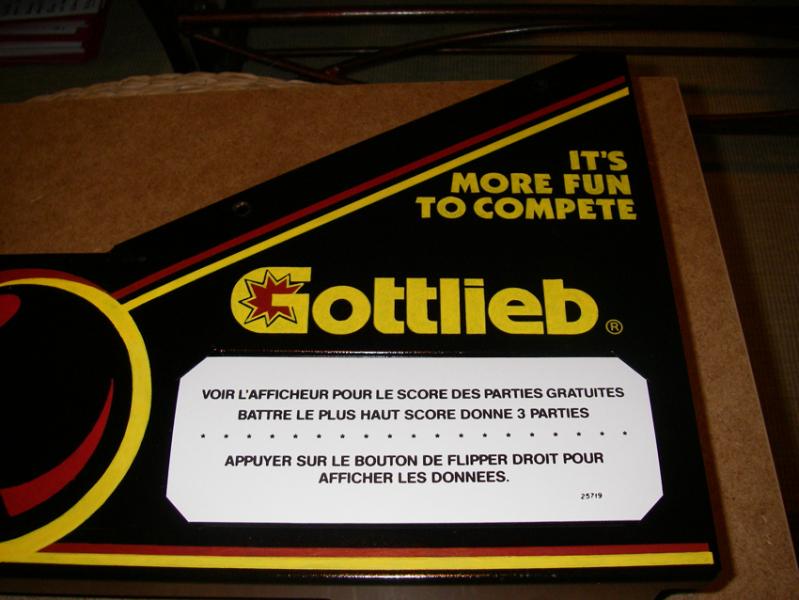 IT'S
MORE FUN
TO COMPETE
Gottlieb®
VOIR L'AFFICHEUR POUR LE SCORE DES PARTIES GRATUITES
BATTRE LE PLUS HAUT SCORE DONNE 3 PARTIES
* * * * * * * * * * * * * * * * * * *
APPUYER SUR LE BOUTON DE FLIPPER DROIT POUR
AFFICHER LES DONNEES.
25719